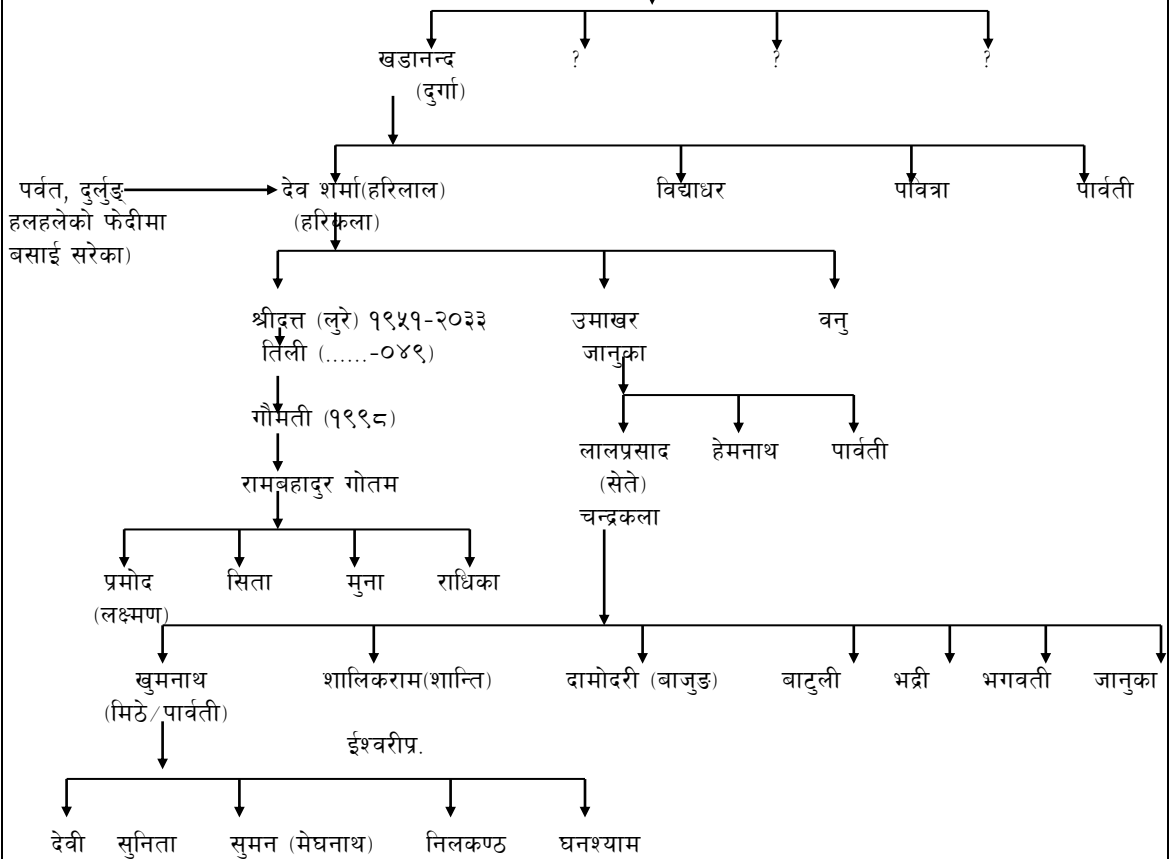 खडानन्द ? ? ?
(दुर्गा)
पर्वत, दुर्लुङ् देव शर्मा(हरिलाल) विद्याधर पवित्रा पार्वती
हलहलेको फेदीमा (हरिकला)
बसाई सरेका)
श्रीदत्त (लुरे) १९५१-२०३३ उमाखर वनु
तिली (......-०४९) जानुका
गौमती (१९९८)
लालप्रसाद हेमनाथ पार्वती
रामबहादुर गोतम (सेते)
चन्द्रकला
प्रमोद सिता मुना राधिका
(लक्ष्मण)
खुमनाथ शालिकराम(शान्ति) दामोदरी (बाजुङ) बाटुली भद्री भगवती जानुका
(मिठे/पार्वती)
ईश्वरीप्र.
देवी सुनिता सुमन (मेघनाथ) निलकण्ठ घनश्याम